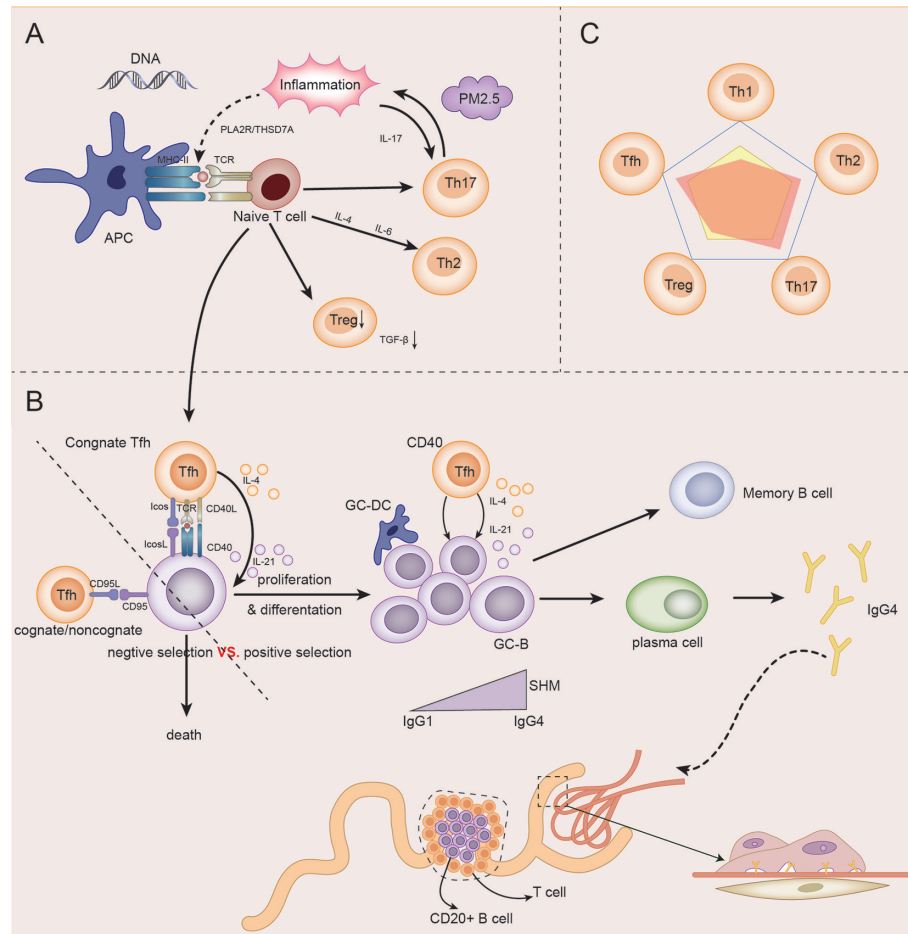 A
DNA
Inflammation
PM2.5
PLA2R/THSD7A
IL-17
MHC-II
TCR
Th17
Naive T cell
APC
IL-4
IL-6
Th2
Treg
TGF-β
C
Th1
Tfh
Th2
Treg
Th17
B
Congnate Tfh
Tfh
IL-4
Icos
TCR
CD40L
IcosL
CD40
IL-21
CD95L
Tfh
CD95
cognate/noncognate
proliferation
& differentation
negtive selection VS. positive selection
death
CD40
Tfh
IL-4
GC-DC
IL-21
GC-B
Memory B cell
plasma cell
IgG4
SHM
IgG1
IgG4
T cell
CD20+ B cell